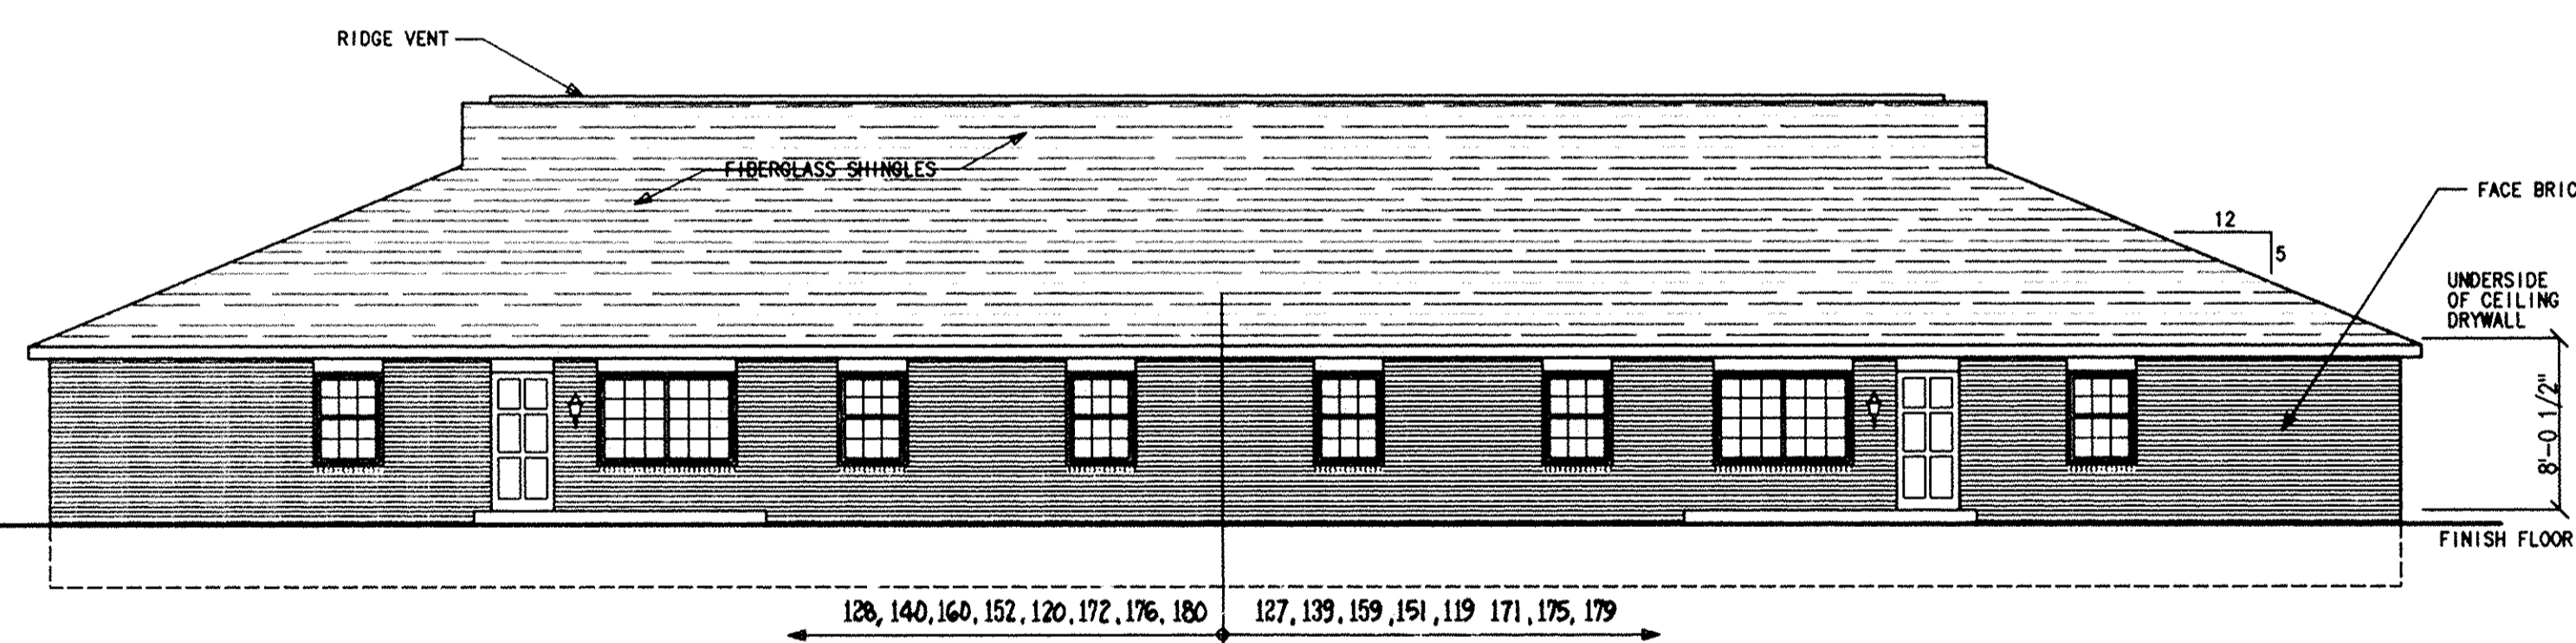 RIDGE VENT
FIBERGLASS SHINGLES
FACE BRIC
12
5
UNDERSIDE
OF CEILING
DRYWALL
8'-0 1/2"
FINISH FLOOR
128, 140, 160, 152, 120, 172, 176, 180
127, 139, 159, 151, 119 171, 175, 179